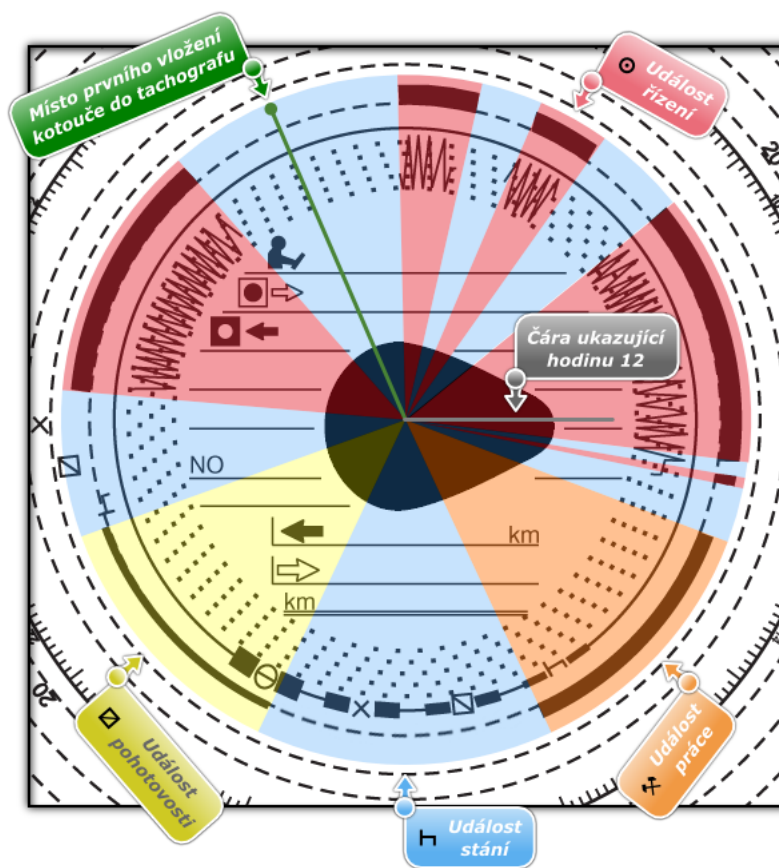 Místo prvního vložení
kotouče do tachografu
Událost
řízení
Čára ukazující
hodinu 12
NO
km
km
20
Událost
pohotovosti
Událost
stání
Událost
práce